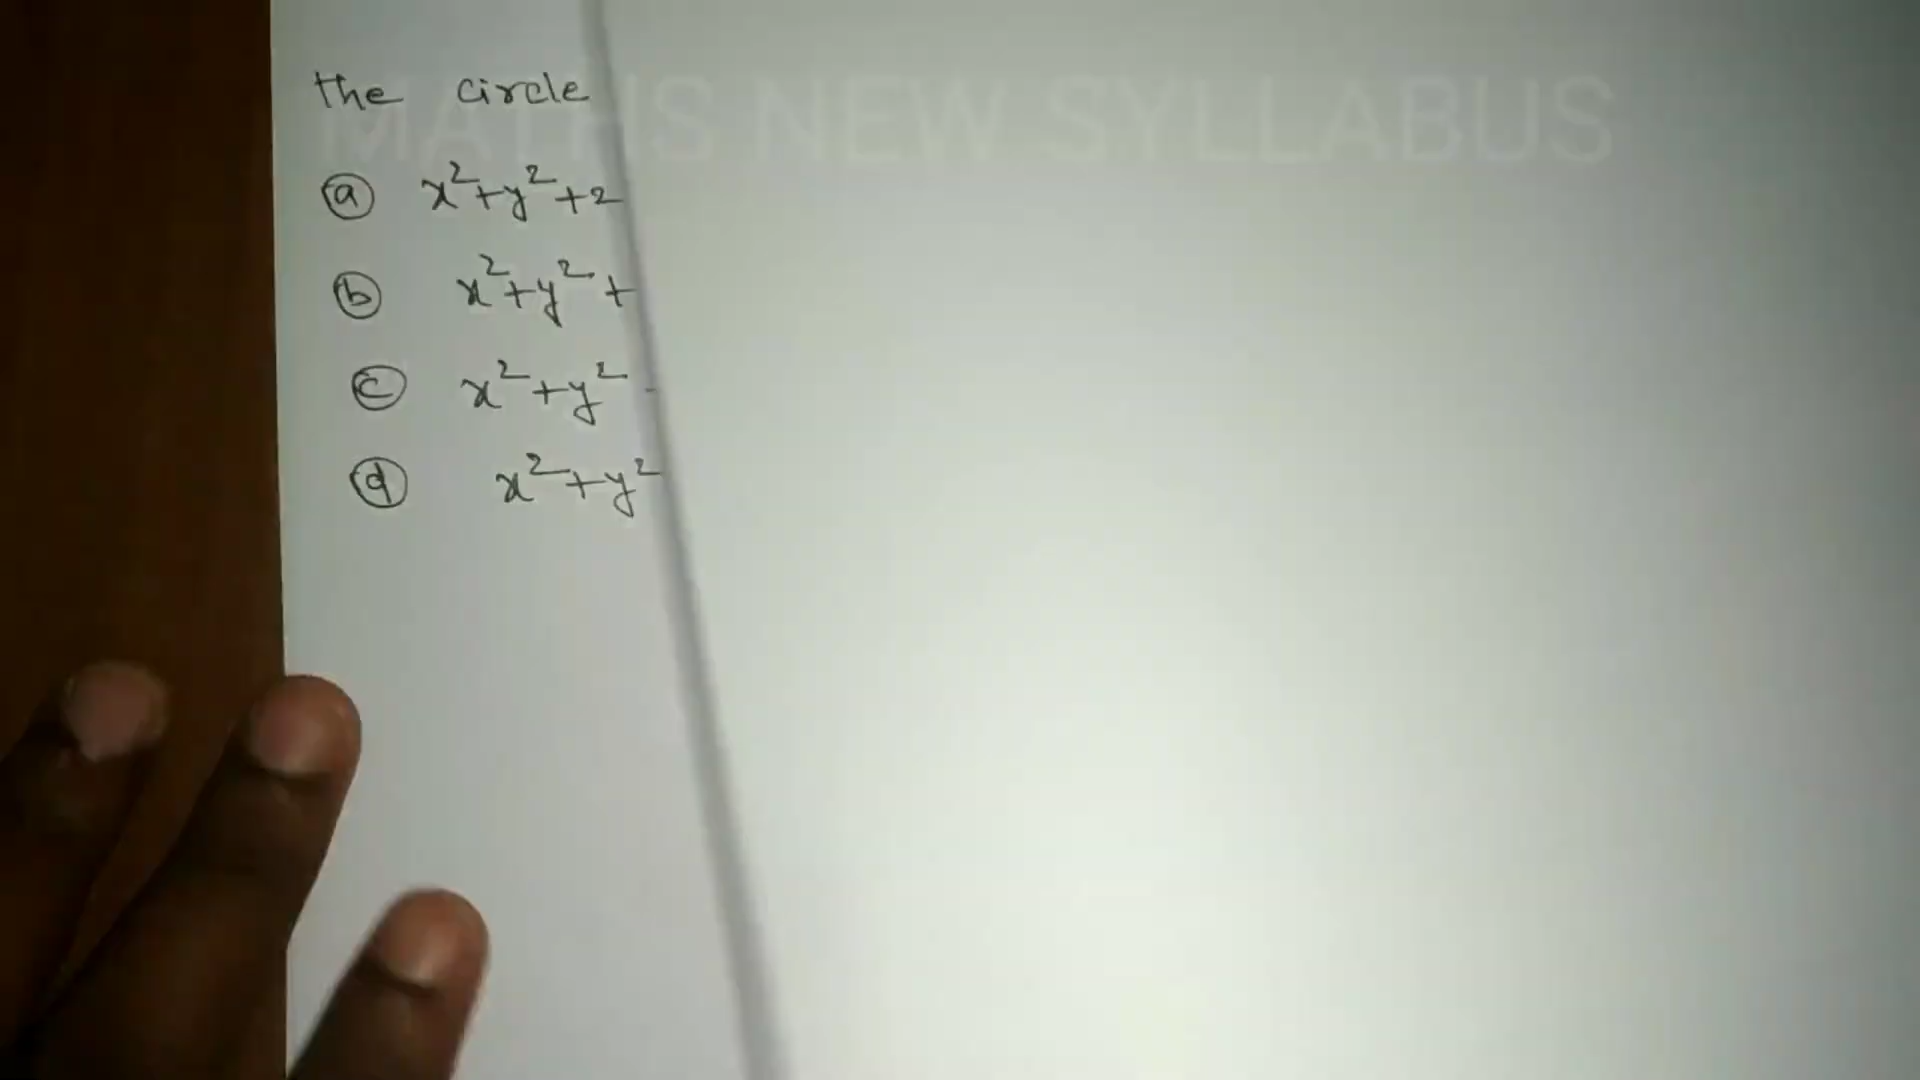 MATHS NEW SYLLABUS
the circle
(a) x²+y²+2
(b) x²+y²+
(c) x²+y² -
(d) x²+y²